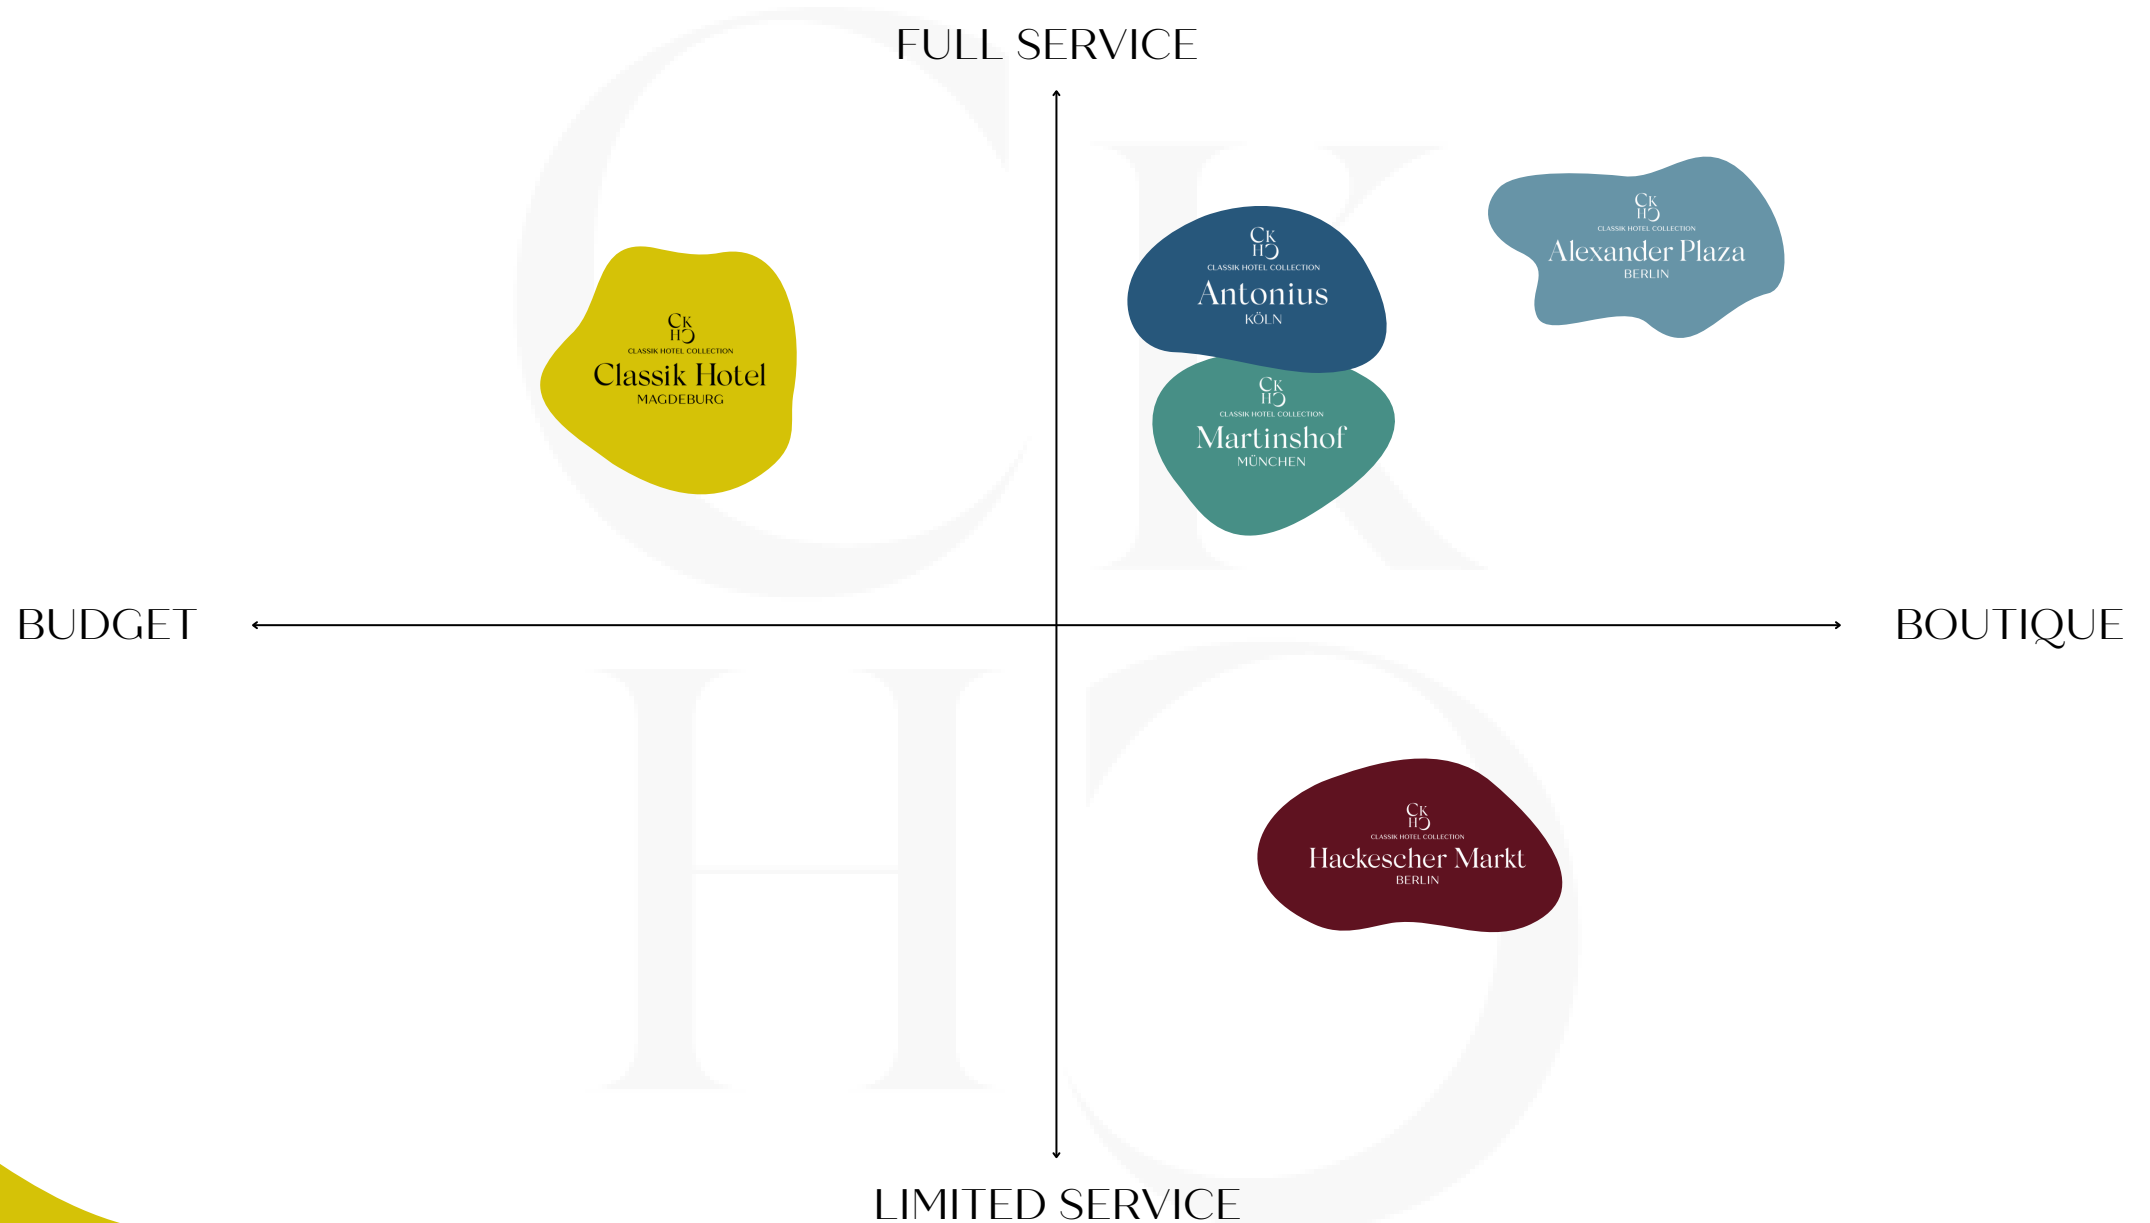 FULL SERVICE
CK
HC
CLASSIK HOTEL COLLECTION
Alexander Plaza
BERLIN
CK
HC
CLASSIK HOTEL COLLECTION
Antonius
KÖLN
CK
HC
CLASSIK HOTEL COLLECTION
Classik Hotel
MAGDEBURG
CK
HC
CLASSIK HOTEL COLLECTION
Martinshof
MÜNCHEN
BUDGET
BOUTIQUE
CK
HC
CLASSIK HOTEL COLLECTION
Hackescher Markt
BERLIN
LIMITED SERVICE
CK
HC